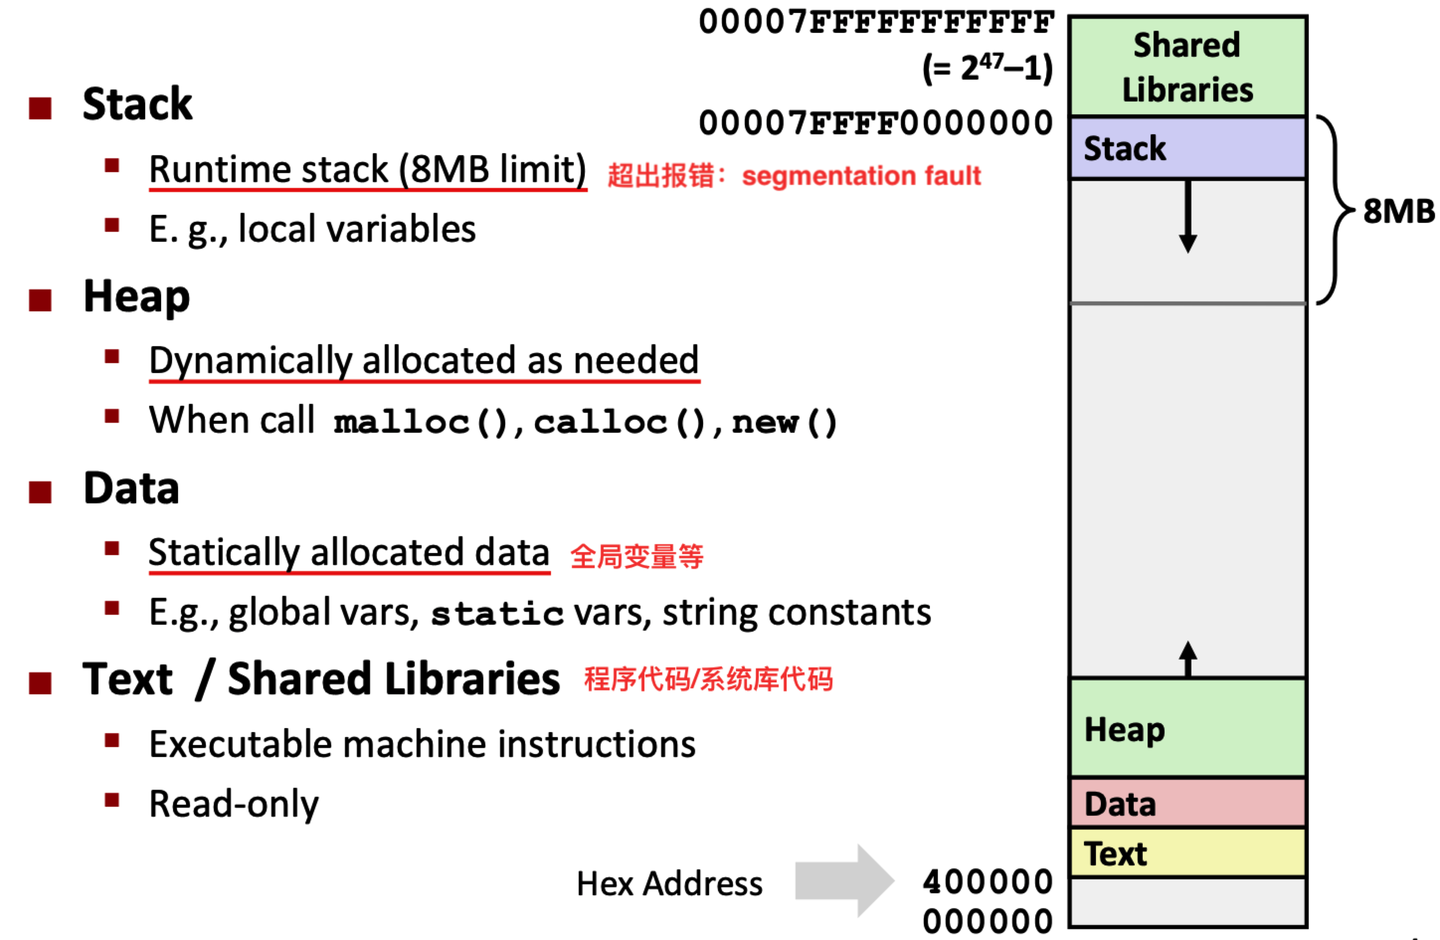 00007FFFFFFFFFFF
(= 2⁴⁷–1)
00007FFFF0000000
Stack
Runtime stack (8MB limit) 超出报错：segmentation fault
E. g., local variables
Heap
Dynamically allocated as needed
When call malloc(), calloc(), new()
Data
Statically allocated data 全局变量等
E.g., global vars, static vars, string constants
Text / Shared Libraries 程序代码/系统库代码
Executable machine instructions
Read-only
Hex Address
400000
000000
Shared
Libraries
Stack
8MB
Heap
Data
Text